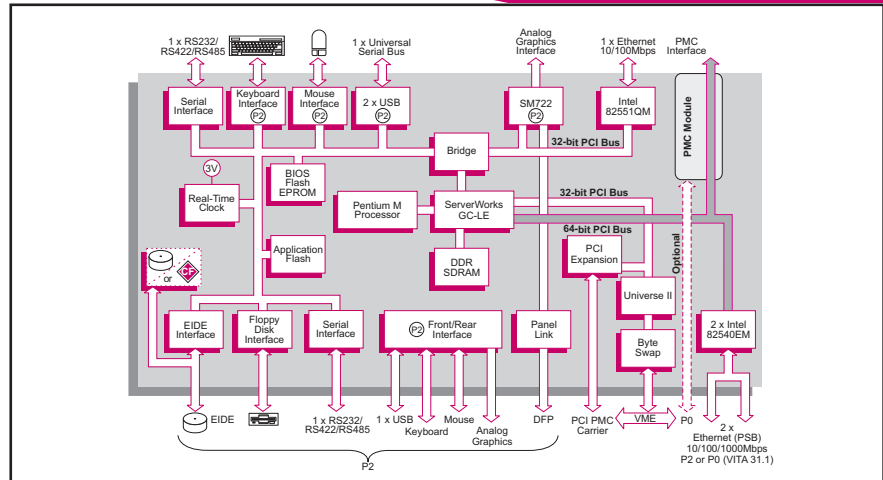 1 x RS232/
RS422/RS485
1 x Universal
Serial Bus
Analog
Graphics
Interface
1 x Ethernet
10/100Mbps
PMC
Interface
Serial
Interface
Keyboard
Interface
P2
Mouse
Interface
P2
2 x USB
P2
SM722
P2
Intel
82551QM
PMC Module
32-bit PCI Bus
Bridge
3V
BIOS
Flash
EPROM
Real-Time
Clock
Pentium M
Processor
ServerWorks
GC-LE
32-bit PCI Bus
64-bit PCI Bus
PCI
Expansion
Optional
Application
Flash
DDR
SDRAM
or
CF
Universe II
EIDE
Interface
Floppy
Disk
Interface
Serial
Interface
P2
Front/Rear
Interface
Panel
Link
Byte
Swap
2 x Intel
82540EM
EIDE
1 x RS232/
RS422/RS485
1 x USB
Keyboard
Mouse
Analog
Graphics
DFP
PCI PMC
Carrier
VME
P0
2 x
Ethernet (PSB)
10/100/1000Mbps
P2 or P0 (VITA 31.1)
P2